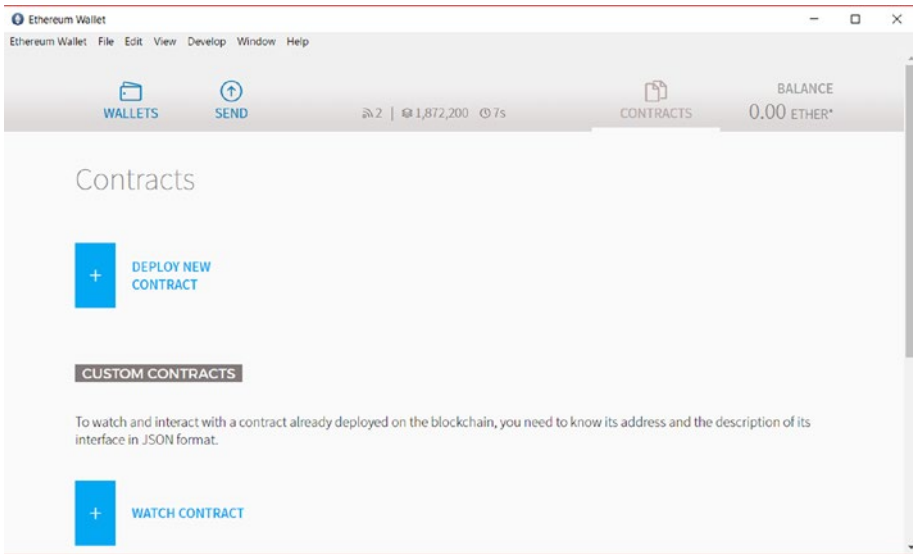 Ethereum Wallet
Ethereum Wallet File Edit View Develop Window Help
WALLETS SEND 2 | 1,872,200 7s CONTRACTS BALANCE
0.00 ETHER*
Contracts
+ DEPLOY NEW
CONTRACT
CUSTOM CONTRACTS
To watch and interact with a contract already deployed on the blockchain, you need to know its address and the description of its
interface in JSON format.
+ WATCH CONTRACT